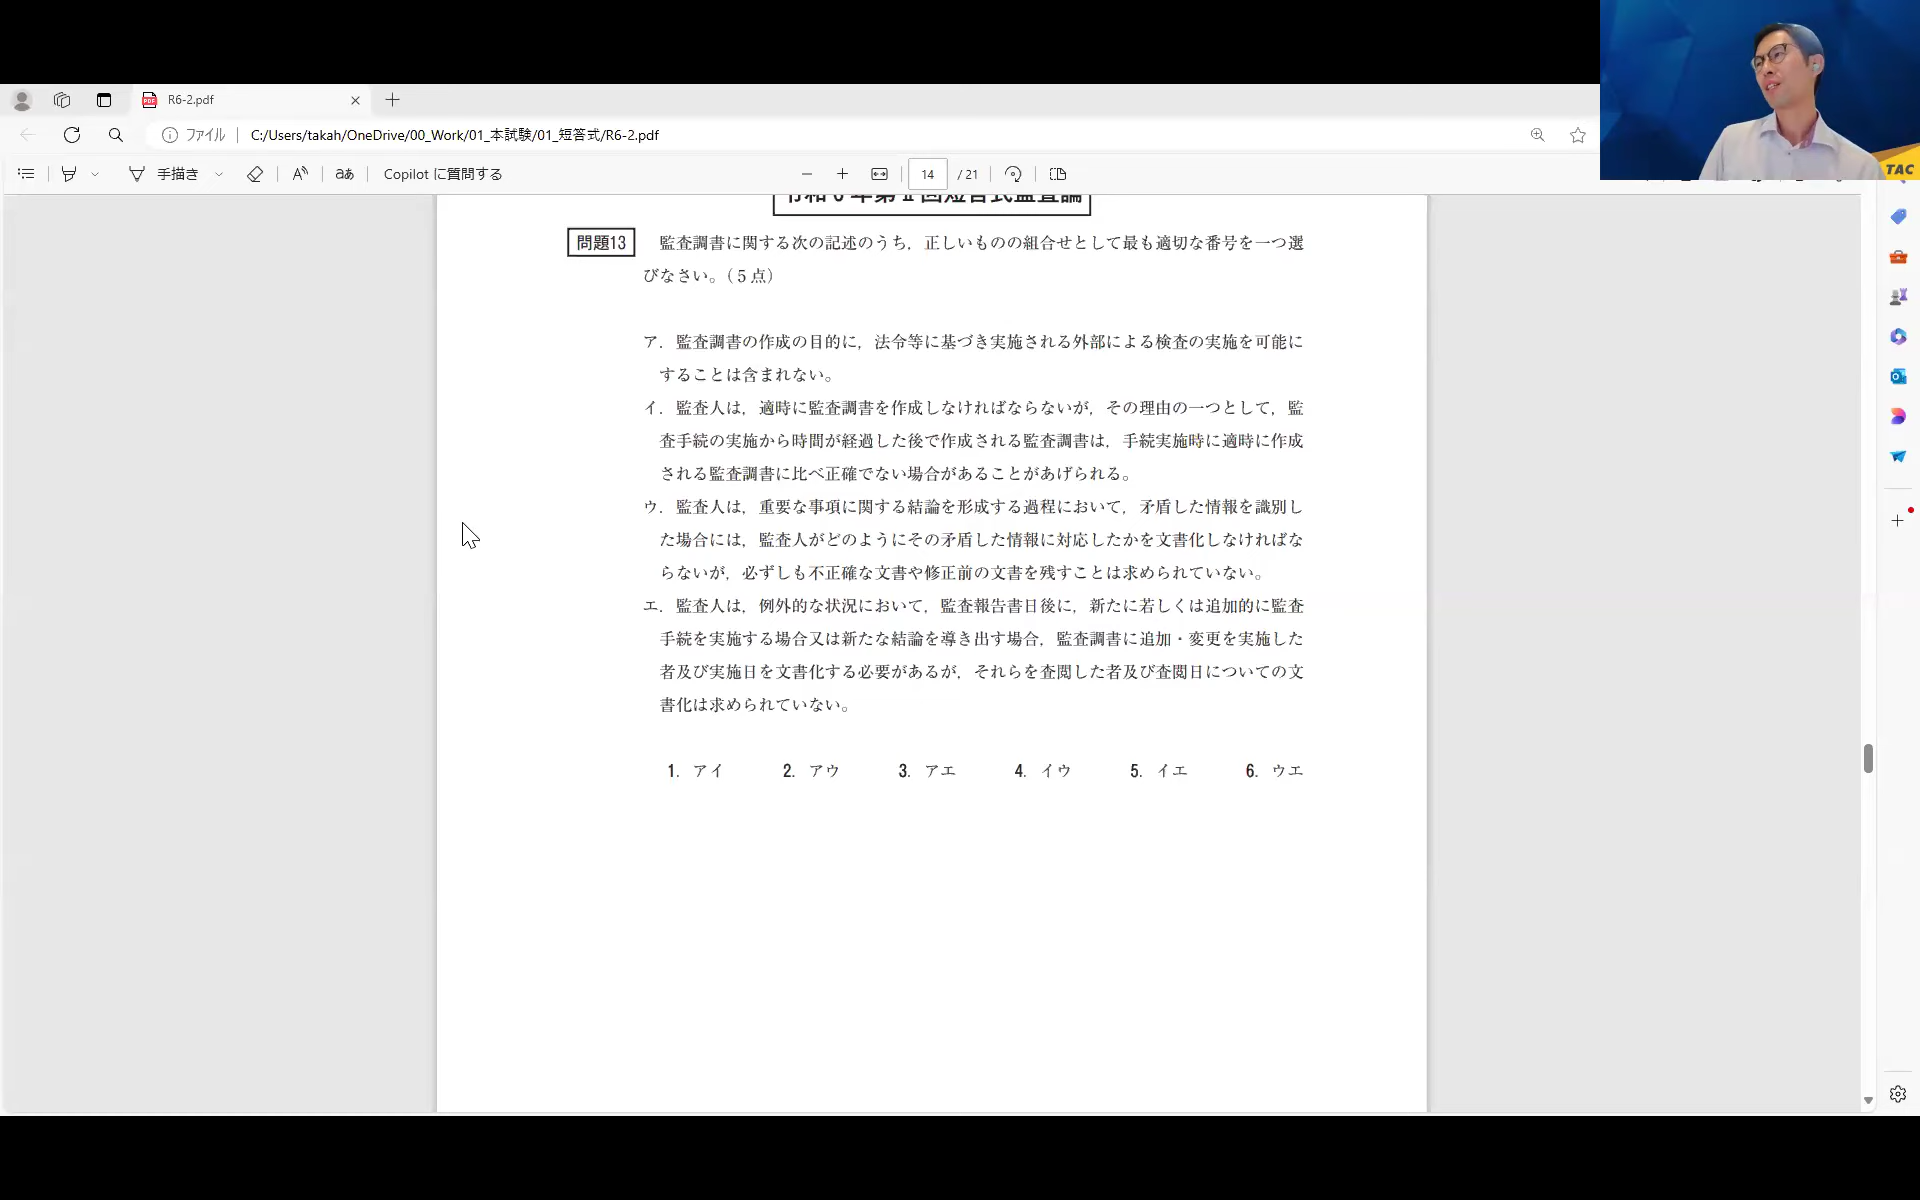 R6-2.pdf
ファイル
C:/Users/takah/OneDrive/00_Work/01_本試験/01_短答式/R6-2.pdf
手描き
aあ
Copilot に質問する
14 / 21
TAC
問題13 監査調書に関する次の記述のうち，正しいものの組合せとして最も適切な番号を一つ選
びなさい。（５点）
ア．監査調書の作成の目的に，法令等に基づき実施される外部による検査の実施を可能に
することは含まれない。
イ．監査人は，適時に監査調書を作成しなければならないが，その理由の一つとして，監
査手続の実施から時間が経過した後で作成される監査調書は，手続実施時に適時に作成
される監査調書に比べ正確でない場合があることがあげられる。
ウ．監査人は，重要な事項に関する結論を形成する過程において，矛盾した情報を識別し
た場合には，監査人がどのようにその矛盾した情報に対応したかを文書化しなければな
らないが，必ずしも不正確な文書や修正前の文書を残すことは求められていない。
エ．監査人は，例外的な状況において，監査報告書日後に，新たに若しくは追加的に監査
手続を実施する場合又は新たな結論を導き出す場合，監査調書に追加・変更を実施した
者及び実施日を文書化する必要があるが，それらを査閲した者及び査閲日についての文
書化は求められていない。
1. アイ 2. アウ 3. アエ 4. イウ 5. イエ 6. ウエ